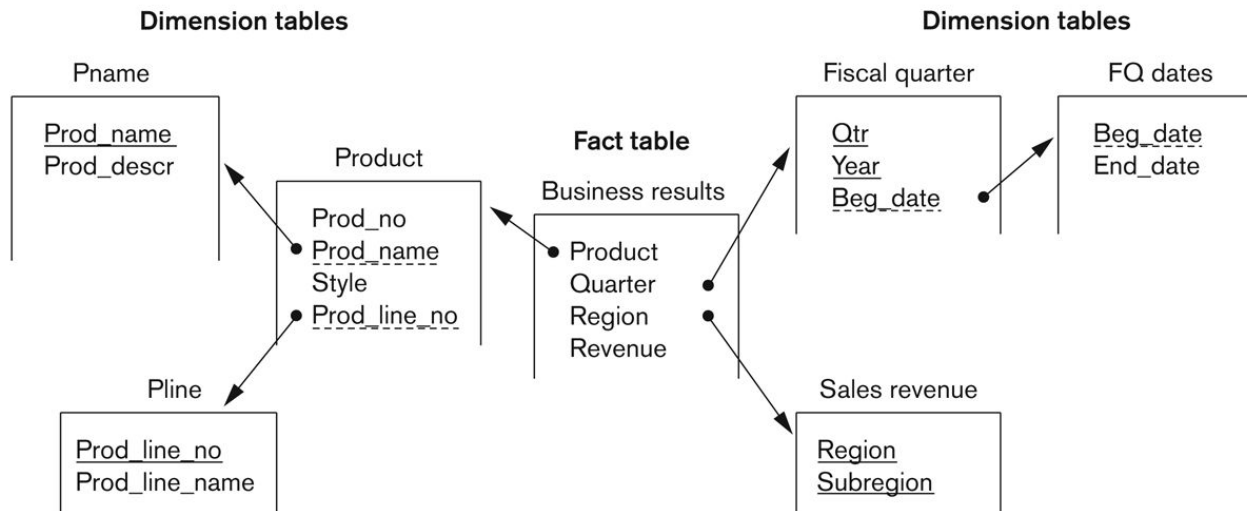 Dimension tables
Pname
Prod_name
Prod_descr
Product
Prod_no
Prod_name
Style
Prod_line_no
Pline
Prod_line_no
Prod_line_name
Fact table
Business results
Product
Quarter
Region
Revenue
Dimension tables
Fiscal quarter
Qtr
Year
Beg_date
FQ dates
Beg_date
End_date
Sales revenue
Region
Subregion